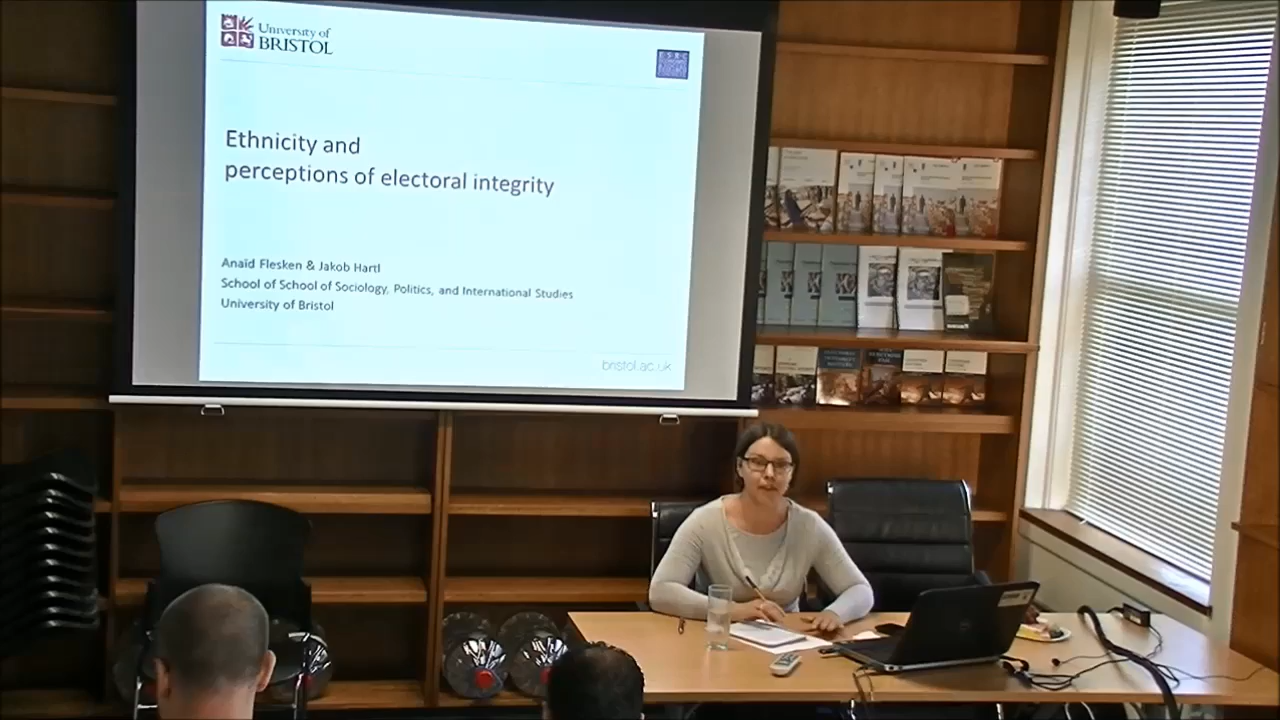 University of
BRISTOL
Ethnicity and
perceptions of electoral integrity
Anaïd Flesken & Jakob Hartl
School of School of Sociology, Politics, and International Studies
University of Bristol
bristol.ac.uk